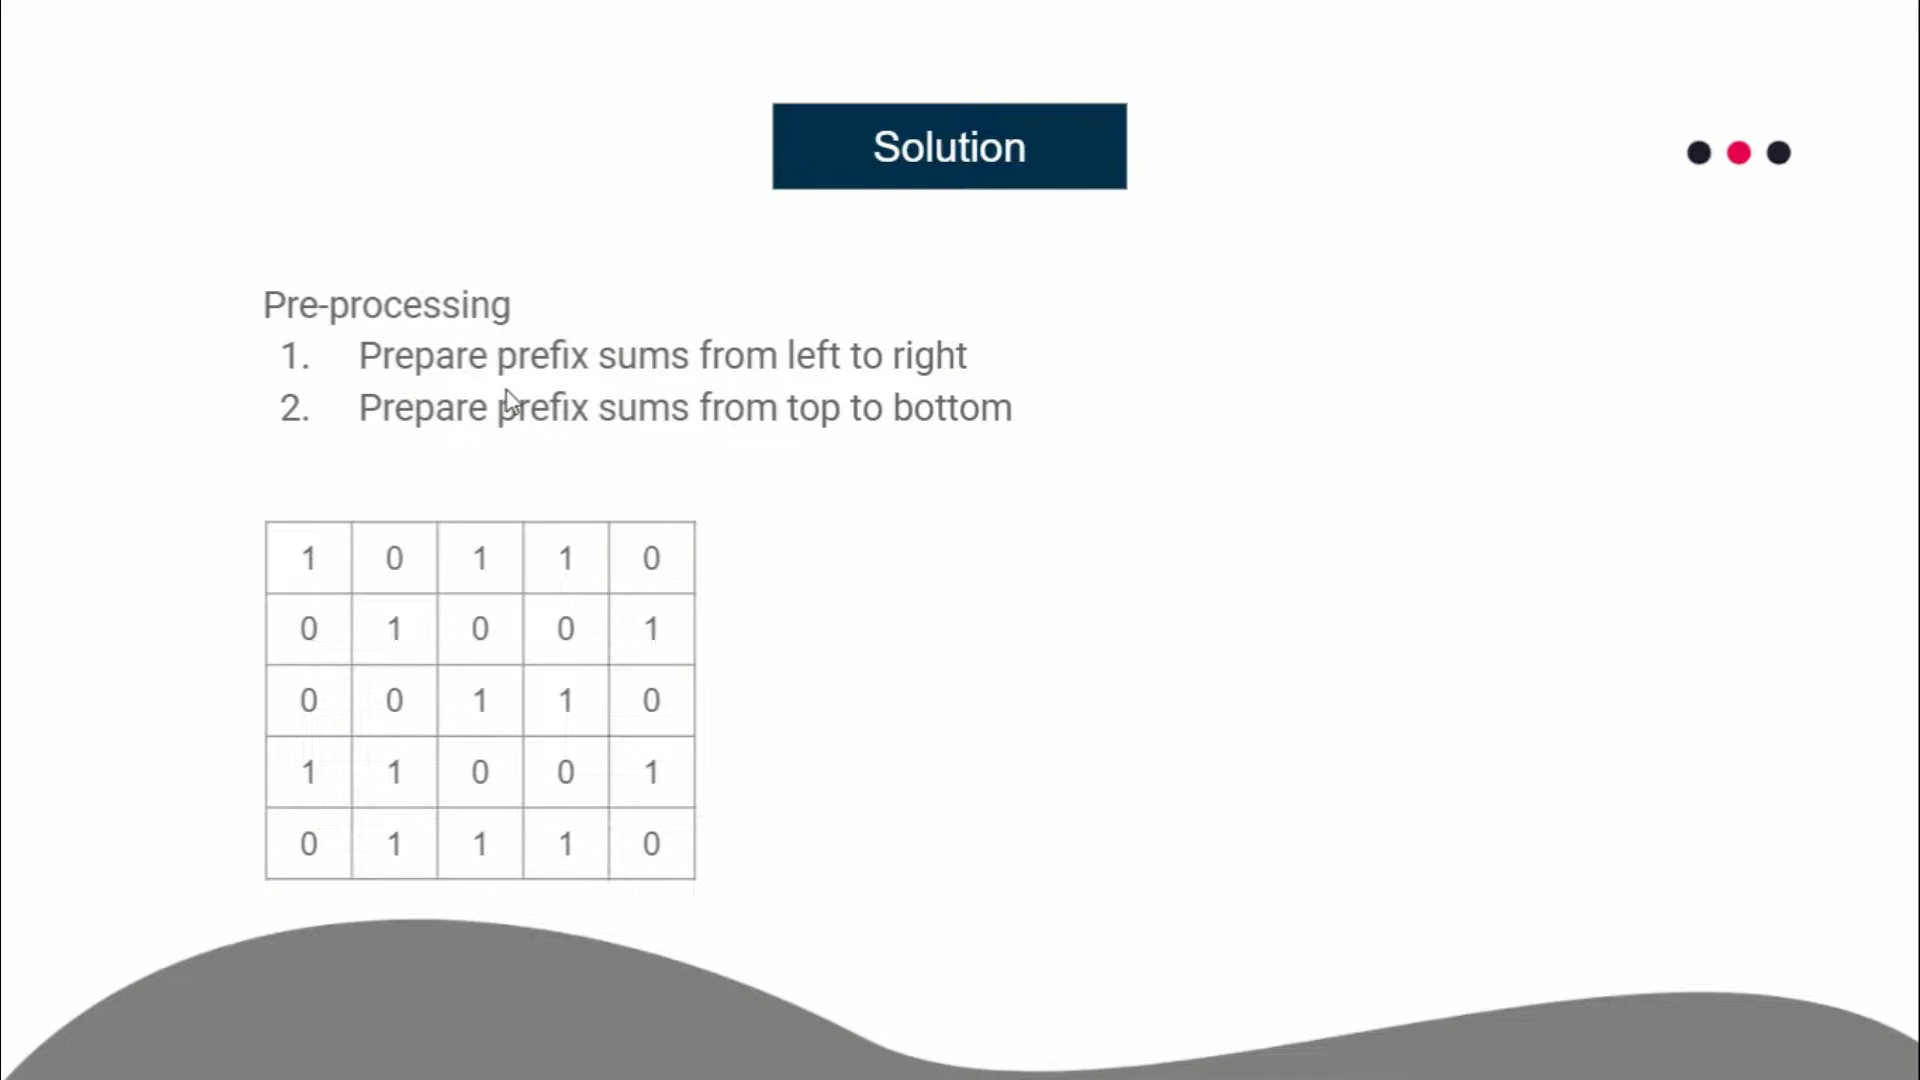 Solution
Pre-processing
1. Prepare prefix sums from left to right
2. Prepare prefix sums from top to bottom
1 0 1 1 0
0 1 0 0 1
0 0 1 1 0
1 1 0 0 1
0 1 1 1 0